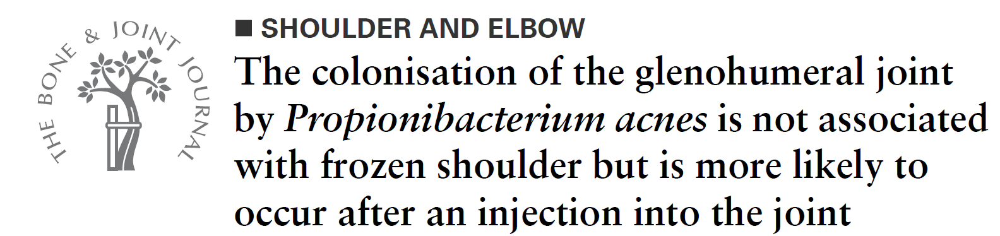 THE BONE & JOINT JOURNAL
■ SHOULDER AND ELBOW
The colonisation of the glenohumeral joint
by Propionibacterium acnes is not associated
with frozen shoulder but is more likely to
occur after an injection into the joint